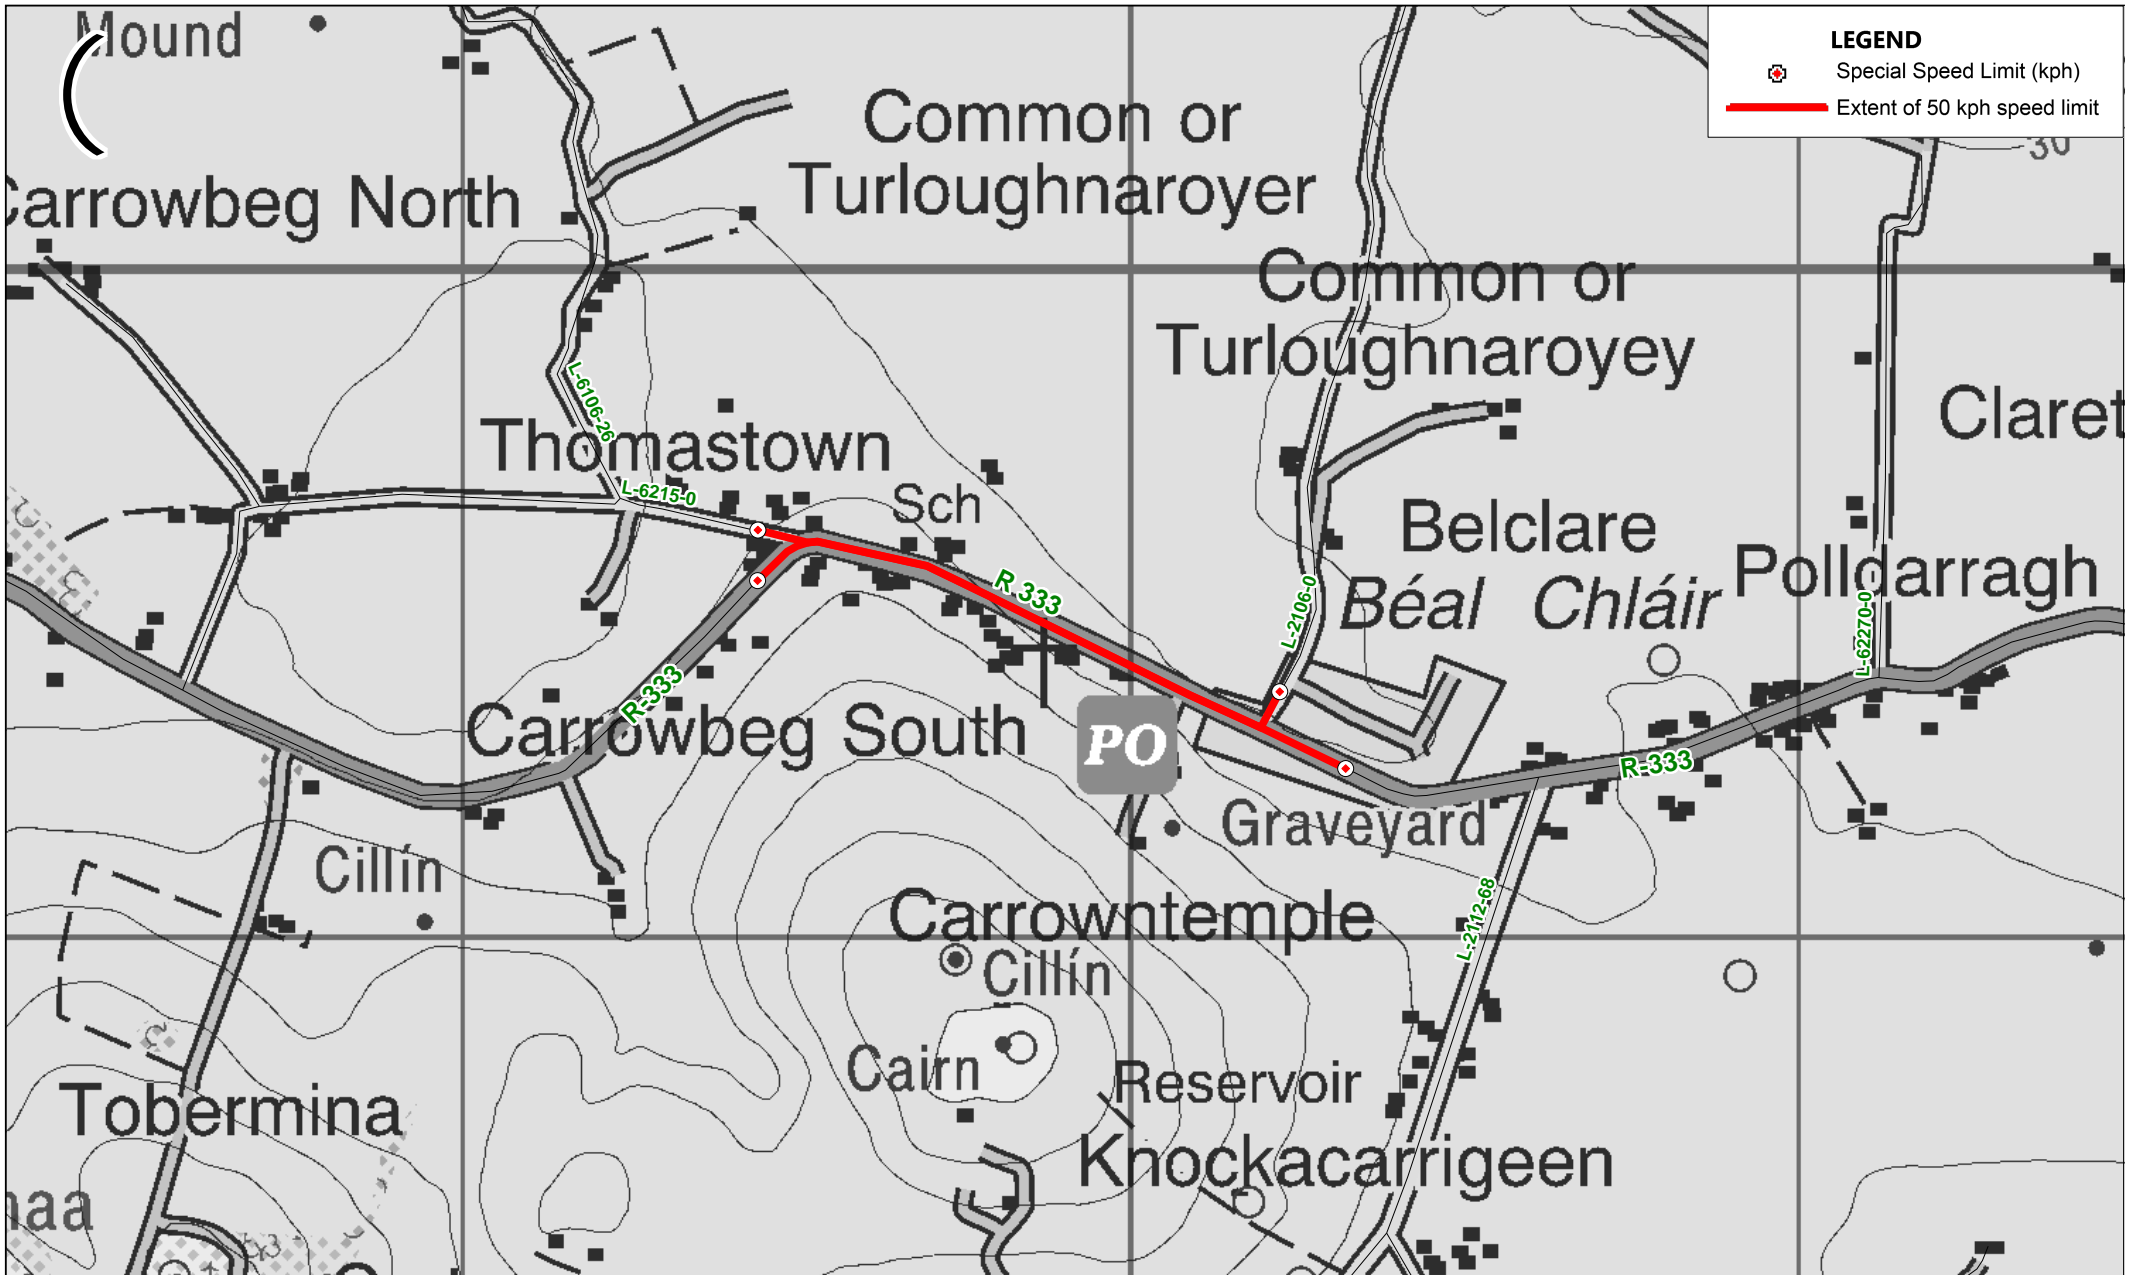 Mound
LEGEND
Special Speed Limit (kph)
Extent of 50 kph speed limit
30
Common or
Turloughnaroyer
Carrowbeg North
Common or
Turloughnaroyey
L-6106-26
Claret
Thomastown
L-6215-0
Sch
Belclare
Béal Chláir
Polldarragh
R 333
L-2106-0
L-62270-0
R-333
Carrowbeg South
PO
R-333
Graveyard
Cillín
Carrowntemple
L-2112-68
Cillín
Cairn
Reservoir
Tobermina
Knockacarrigeen
naa